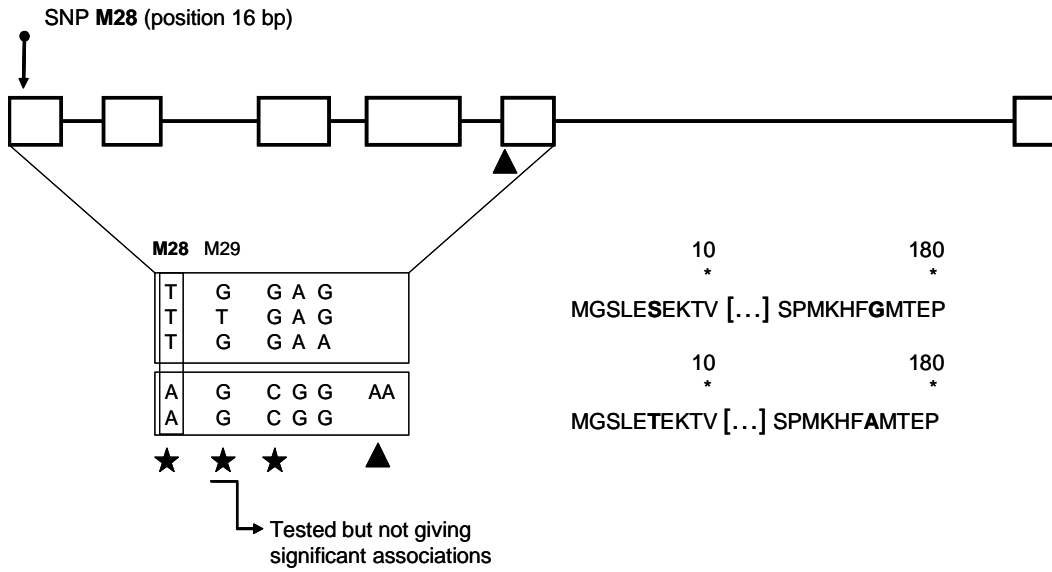 SNP M28 (position 16 bp)
M28 M29
T G G A G
T T G A G
T G G A A
A G C G G AA
A G C G G
Tested but not giving
significant associations
10 180
* *
MGSLESEKTV [...] SPMKHFGMTEP
10 180
* *
MGSLETEKTV [...] SPMKHFAMTEP